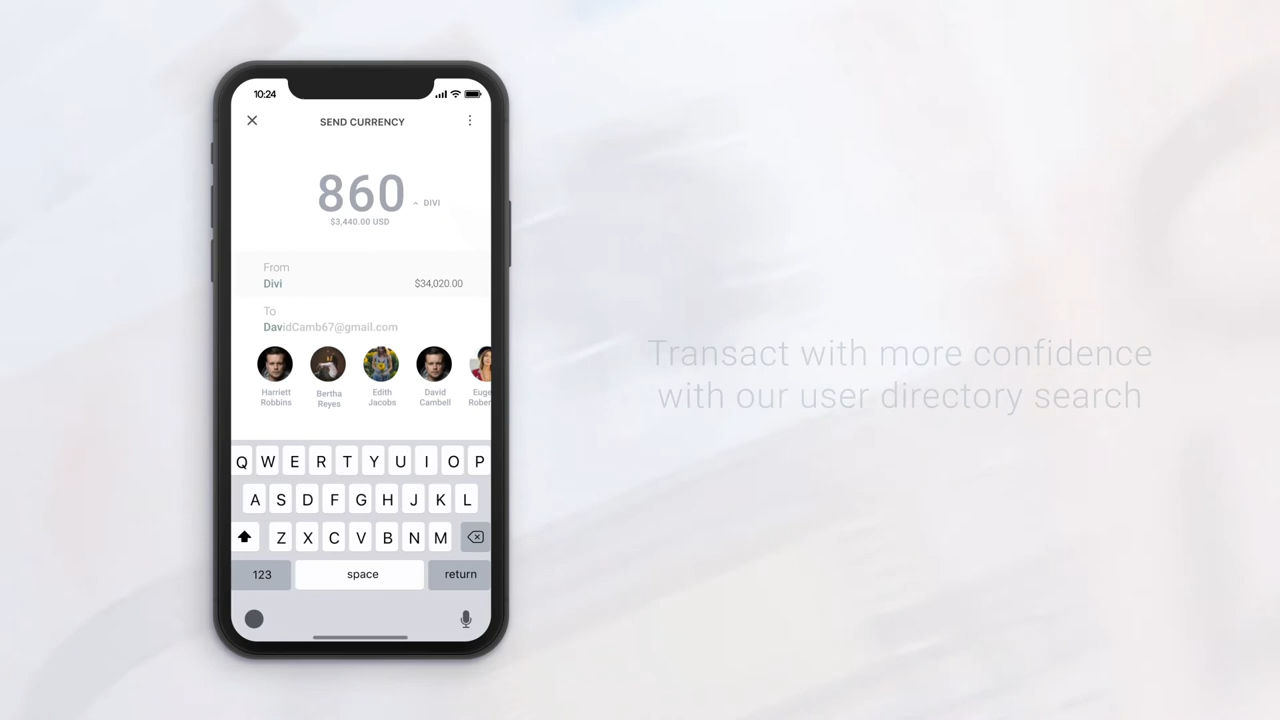 10:24
SEND CURRENCY
860 DIVI
$3,440.00 USD
From
Divi $34,020.00
To
DavidCamb67@gmail.com
Harriett Robbins
Bertha Reyes
Edith Jacobs
David Cambell
Euge
Rober
Q W E R T Y U I O P
A S D F G H J K L
Z X C V B N M
123 space return
Transact with more confidence
with our user directory search